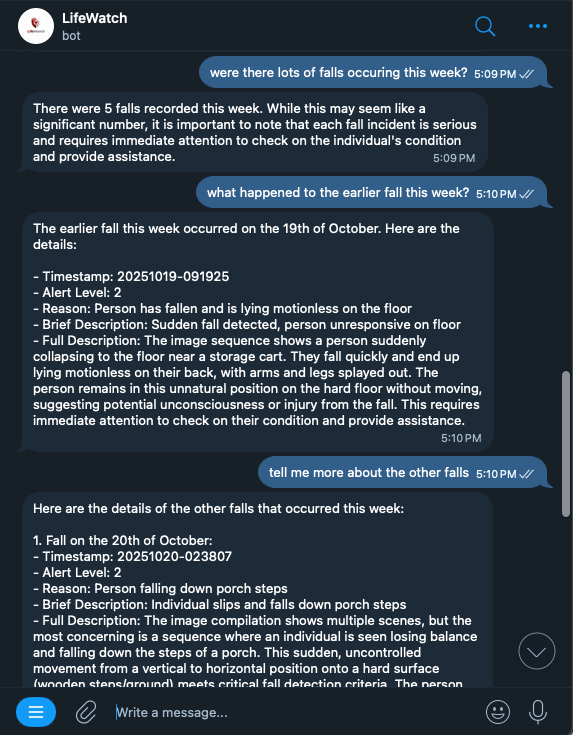 LifeWatch
bot
were there lots of falls occuring this week? 5:09 PM
There were 5 falls recorded this week. While this may seem like a
significant number, it is important to note that each fall incident is serious
and requires immediate attention to check on the individual's condition
and provide assistance. 5:09 PM
what happened to the earlier fall this week? 5:10 PM
The earlier fall this week occurred on the 19th of October. Here are the
details:
- Timestamp: 20251019-091925
- Alert Level: 2
- Reason: Person has fallen and is lying motionless on the floor
- Brief Description: Sudden fall detected, person unresponsive on floor
- Full Description: The image sequence shows a person suddenly
collapsing to the floor near a storage cart. They fall quickly and end up
lying motionless on their back, with arms and legs splayed out. The
person remains in this unnatural position on the hard floor without moving,
suggesting potential unconsciousness or injury from the fall. This requires
immediate attention to check on their condition and provide assistance.
5:10 PM
tell me more about the other falls 5:10 PM
Here are the details of the other falls that occurred this week:
1. Fall on the 20th of October:
- Timestamp: 20251020-023807
- Alert Level: 2
- Reason: Person falling down porch steps
- Brief Description: Individual slips and falls down porch steps
- Full Description: The image compilation shows multiple scenes, but the
most concerning is a sequence where an individual is seen losing balance
and falling down the steps of a porch. This sudden, uncontrolled
movement from a vertical to horizontal position onto a hard surface
(wooden steps/ground) meets critical fall detection criteria. The person
Write a message...